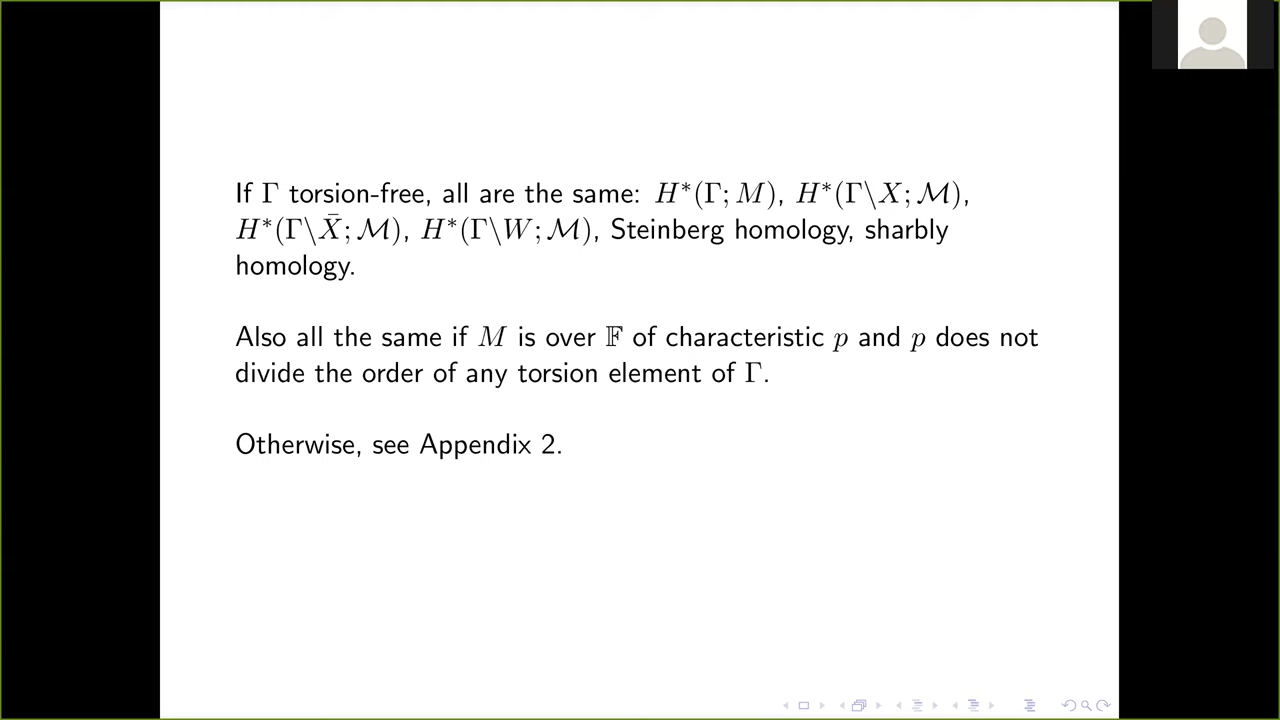 If Γ torsion-free, all are the same: H*(Γ; M), H*(Γ\X; ℳ),
H*(Γ\X̄; ℳ), H*(Γ\W; ℳ), Steinberg homology, sharbly
homology.
Also all the same if M is over 𝔽 of characteristic p and p does not
divide the order of any torsion element of Γ.
Otherwise, see Appendix 2.